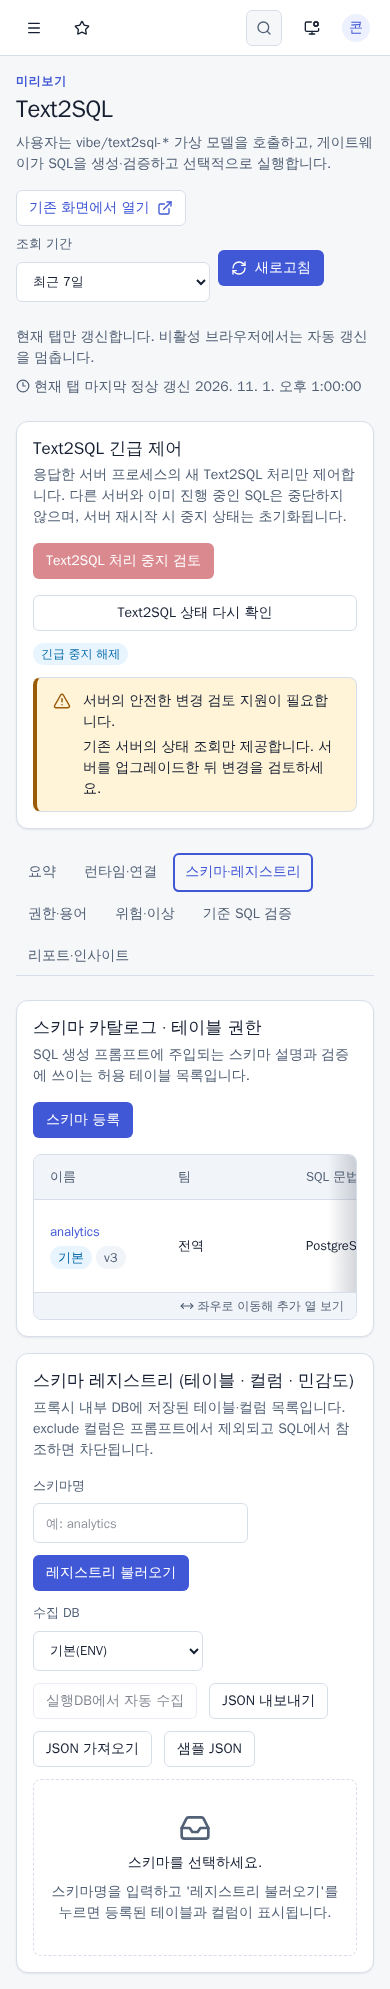 콘
미리보기
Text2SQL
사용자는 vibe/text2sql-* 가상 모델을 호출하고, 게이트웨
이가 SQL을 생성·검증하고 선택적으로 실행합니다.
기존 화면에서 열기
조회 기간
최근 7일
새로고침
현재 탭만 갱신합니다. 비활성 브라우저에서는 자동 갱신
을 멈춥니다.
현재 탭 마지막 정상 갱신 2026. 11. 1. 오후 1:00:00
Text2SQL 긴급 제어
응답한 서버 프로세스의 새 Text2SQL 처리만 제어합
니다. 다른 서버와 이미 진행 중인 SQL은 중단하지
않으며, 서버 재시작 시 중지 상태는 초기화됩니다.
Text2SQL 처리 중지 검토
Text2SQL 상태 다시 확인
긴급 중지 해제
서버의 안전한 변경 검토 지원이 필요합
니다.
기존 서버의 상태 조회만 제공합니다. 서
버를 업그레이드한 뒤 변경을 검토하세
요.
요약 런타임·연결 스키마·레지스트리
권한·용어 위험·이상 기준 SQL 검증
리포트·인사이트
스키마 카탈로그 · 테이블 권한
SQL 생성 프롬프트에 주입되는 스키마 설명과 검증
에 쓰이는 허용 테이블 목록입니다.
스키마 등록
이름 팀 SQL 문법
analytics
기본 v3
전역
PostgreS
좌우로 이동해 추가 열 보기
스키마 레지스트리 (테이블 · 컬럼 · 민감도)
프록시 내부 DB에 저장된 테이블·컬럼 목록입니다.
exclude 컬럼은 프롬프트에서 제외되고 SQL에서 참
조하면 차단됩니다.
스키마명
예: analytics
레지스트리 불러오기
수집 DB
기본(ENV)
실행DB에서 자동 수집 JSON 내보내기
JSON 가져오기 샘플 JSON
스키마를 선택하세요.
스키마명을 입력하고 '레지스트리 불러오기'를
누르면 등록된 테이블과 컬럼이 표시됩니다.